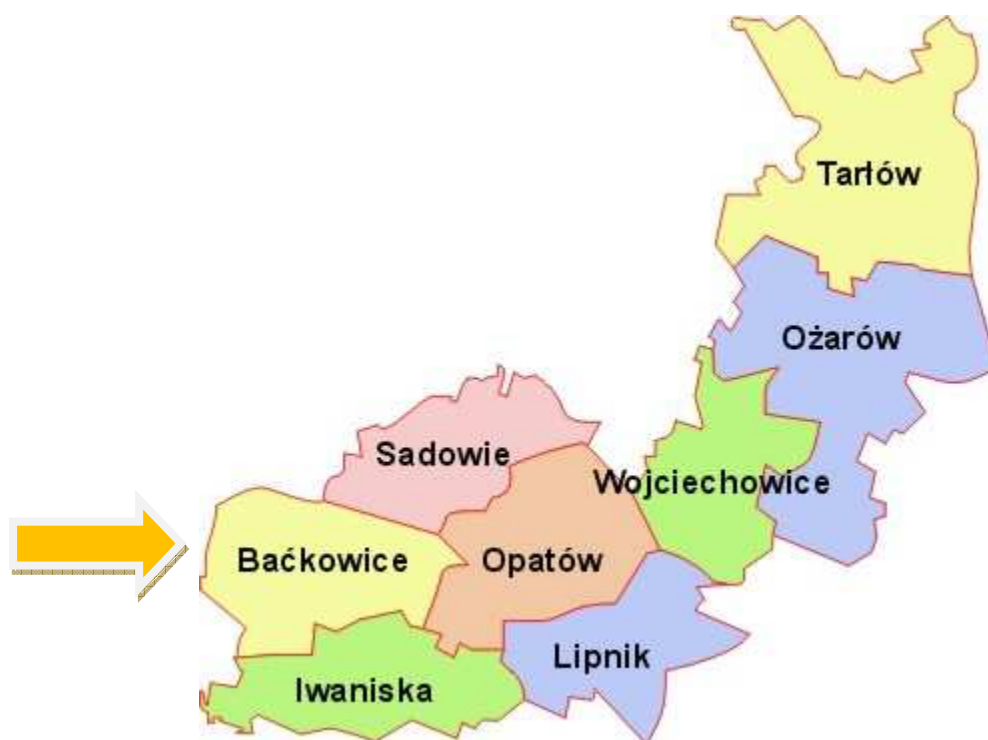 Tarłów
Ożarów
Sadowie
Wojciechowice
Baćkowice
Opatów
Lipnik
Iwaniska